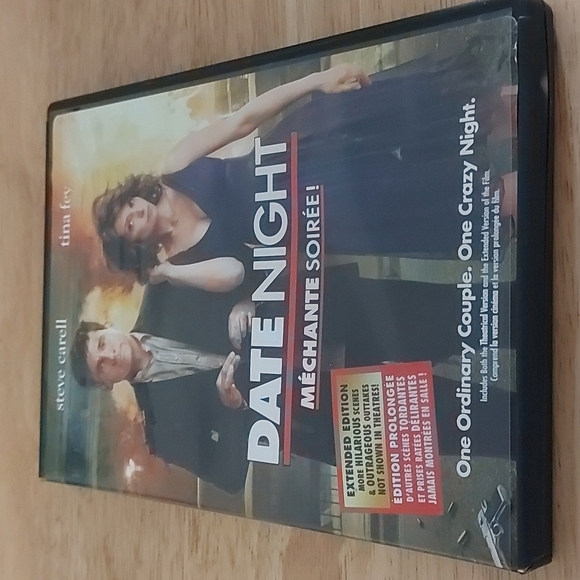 steve carell
tina fey
DATE NIGHT
MÉCHANTE SOIRÉE!
EXTENDED EDITION
MORE HILARIOUS SCENES
& OUTRAGEOUS OUTTAKES
NOT SHOWN IN THEATRES!
ÉDITION PROLONGÉE
D'AUTRES SCÈNES TORDANTES
ET PRISES RATÉES DÉLIRANTES
JAMAIS MONTRÉES EN SALLE !
One Ordinary Couple. One Crazy Night.
Includes Both the Theatrical Version and the Extended Version of the Film.
Comprend la version cinéma et la version prolongée du film.